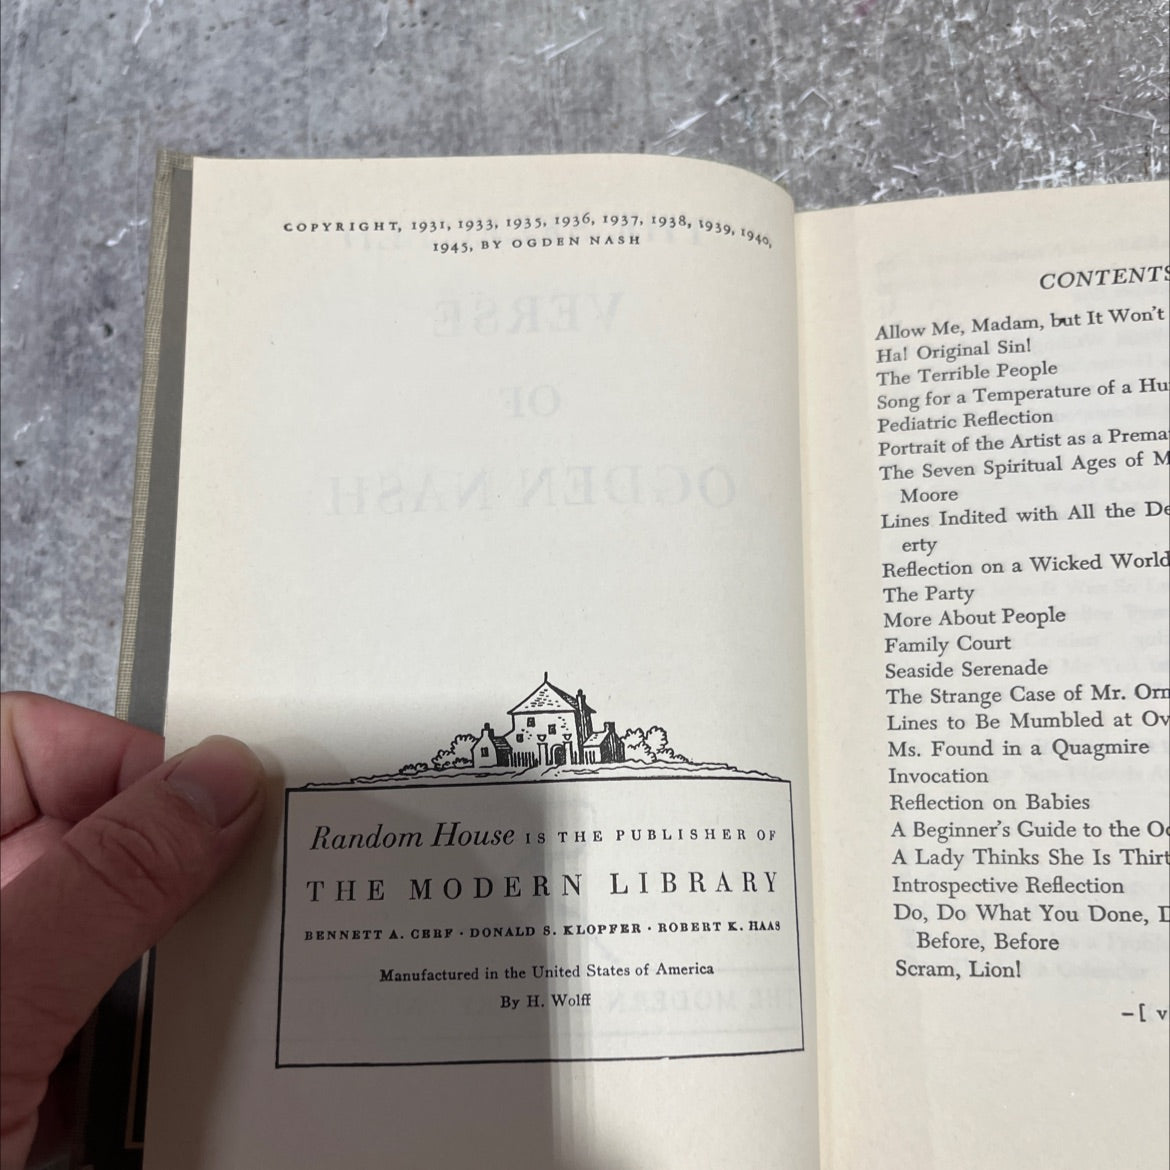 COPYRIGHT, 1931, 1933, 1935, 1936, 1937, 1938, 1939, 1940,
1945, BY OGDEN NASH
VERSE
OF
OGDEN NASH
Random House IS THE PUBLISHER OF
THE MODERN LIBRARY
BENNETT A. CERF · DONALD S. KLOPFER · ROBERT K. HAAS
Manufactured in the United States of America
By H. Wolff
CONTENTS
Allow Me, Madam, but It Won't
Ha! Original Sin!
The Terrible People
Song for a Temperature of a Hu
Pediatric Reflection
Portrait of the Artist as a Prema
The Seven Spiritual Ages of M
Moore
Lines Indited with All the De
erty
Reflection on a Wicked World
The Party
More About People
Family Court
Seaside Serenade
The Strange Case of Mr. Orm
Lines to Be Mumbled at Ov
Ms. Found in a Quagmire
Invocation
Reflection on Babies
A Beginner's Guide to the Oc
A Lady Thinks She Is Thirt
Introspective Reflection
Do, Do What You Done, D
Before, Before
Scram, Lion!
-[ v